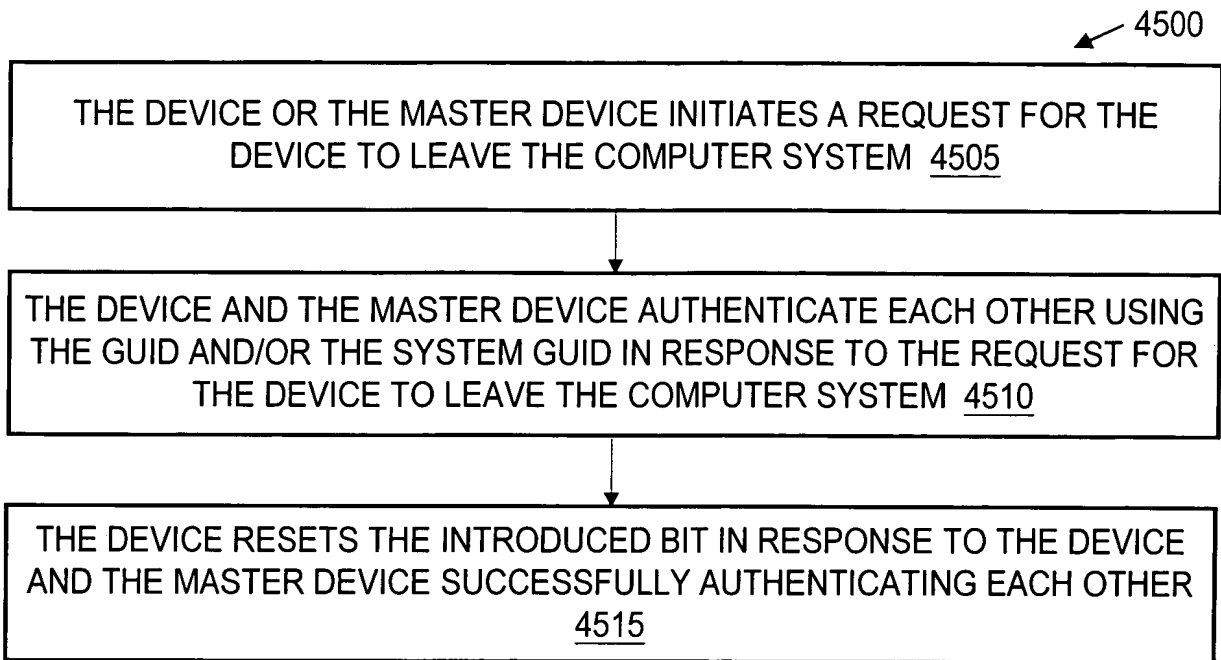 4500
THE DEVICE OR THE MASTER DEVICE INITIATES A REQUEST FOR THE
DEVICE TO LEAVE THE COMPUTER SYSTEM 4505
THE DEVICE AND THE MASTER DEVICE AUTHENTICATE EACH OTHER USING
THE GUID AND/OR THE SYSTEM GUID IN RESPONSE TO THE REQUEST FOR
THE DEVICE TO LEAVE THE COMPUTER SYSTEM 4510
THE DEVICE RESETS THE INTRODUCED BIT IN RESPONSE TO THE DEVICE
AND THE MASTER DEVICE SUCCESSFULLY AUTHENTICATING EACH OTHER
4515